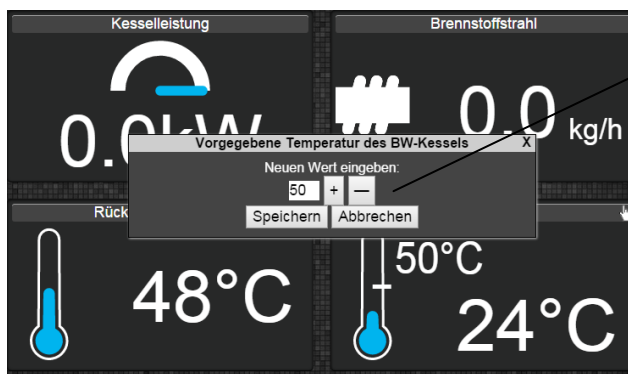 Kesselleistung
Brennstoffstrahl
0.0kW
0.0 kg/h
Vorgegebene Temperatur des BW-Kessels X
Neuen Wert eingeben:
50 + —
Speichern Abbrechen
Rück
48°C
50°C
24°C